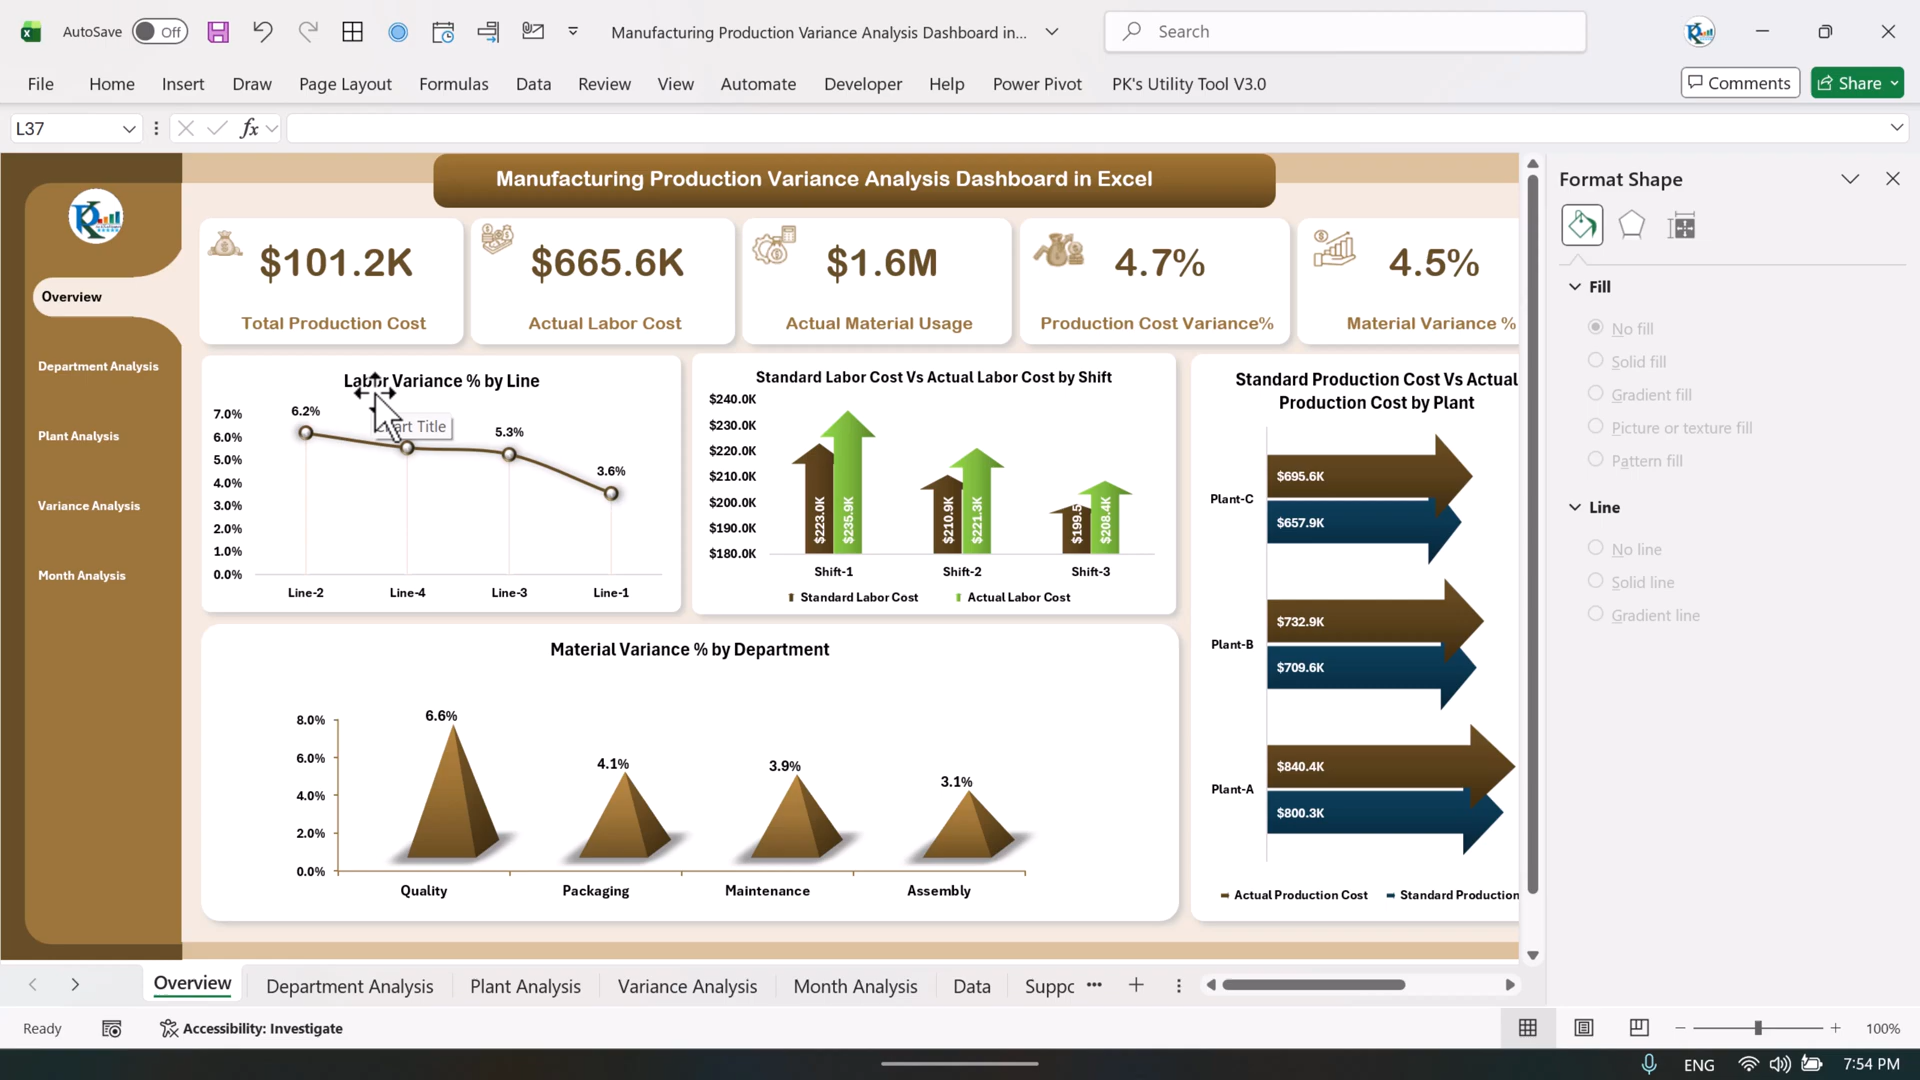 AutoSave Off Manufacturing Production Variance Analysis Dashboard in... Search
File Home Insert Draw Page Layout Formulas Data Review View Automate Developer Help Power Pivot PK's Utility Tool V3.0 Comments Share
L37 fx
Manufacturing Production Variance Analysis Dashboard in Excel
Overview
Department Analysis
Plant Analysis
Variance Analysis
Month Analysis
$101.2K
Total Production Cost
$665.6K
Actual Labor Cost
$1.6M
Actual Material Usage
4.7%
Production Cost Variance%
4.5%
Material Variance %
Labor Variance % by Line
Chart Title
7.0%
6.0%
5.0%
4.0%
3.0%
2.0%
1.0%
0.0%
6.2%
5.3%
3.6%
Line-2 Line-4 Line-3 Line-1
Standard Labor Cost Vs Actual Labor Cost by Shift
$240.0K
$230.0K
$220.0K
$210.0K
$200.0K
$190.0K
$180.0K
$223.0K
$235.9K
$210.9K
$221.3K
$199.5
$208.4K
Shift-1 Shift-2 Shift-3
Standard Labor Cost Actual Labor Cost
Standard Production Cost Vs Actual
Production Cost by Plant
Plant-C
$695.6K
$657.9K
Plant-B
$732.9K
$709.6K
Plant-A
$840.4K
$800.3K
Actual Production Cost Standard Production
Material Variance % by Department
8.0%
6.0%
4.0%
2.0%
0.0%
6.6%
4.1%
3.9%
3.1%
Quality Packaging Maintenance Assembly
Format Shape
Fill
No fill
Solid fill
Gradient fill
Picture or texture fill
Pattern fill
Line
No line
Solid line
Gradient line
Overview Department Analysis Plant Analysis Variance Analysis Month Analysis Data Suppc ...
Ready Accessibility: Investigate 100%
ENG 7:54 PM